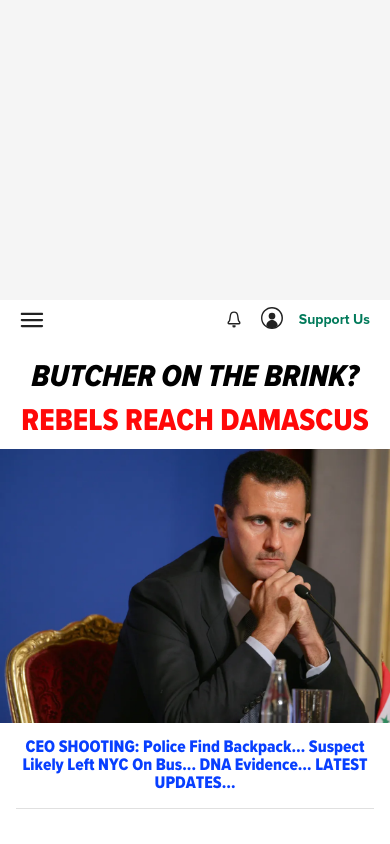 Support Us
BUTCHER ON THE BRINK?
REBELS REACH DAMASCUS
CEO SHOOTING: Police Find Backpack... Suspect
Likely Left NYC On Bus... DNA Evidence... LATEST
UPDATES...